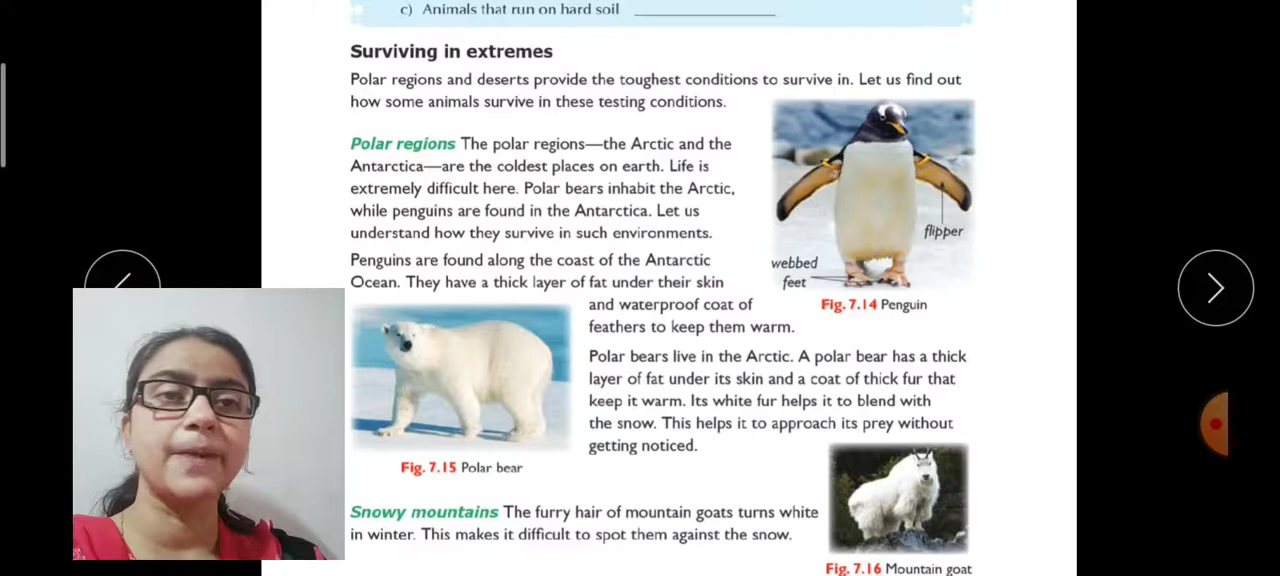 c) Animals that run on hard soil
Surviving in extremes
Polar regions and deserts provide the toughest conditions to survive in. Let us find out
how some animals survive in these testing conditions.
Polar regions The polar regions—the Arctic and the
Antarctica—are the coldest places on earth. Life is
extremely difficult here. Polar bears inhabit the Arctic,
while penguins are found in the Antarctica. Let us
understand how they survive in such environments.
flipper
webbed
feet
Fig. 7.14 Penguin
Penguins are found along the coast of the Antarctic
Ocean. They have a thick layer of fat under their skin
and waterproof coat of
feathers to keep them warm.
Polar bears live in the Arctic. A polar bear has a thick
layer of fat under its skin and a coat of thick fur that
keep it warm. Its white fur helps it to blend with
the snow. This helps it to approach its prey without
getting noticed.
Fig. 7.15 Polar bear
Snowy mountains The furry hair of mountain goats turns white
in winter. This makes it difficult to spot them against the snow.
Fig. 7.16 Mountain goat